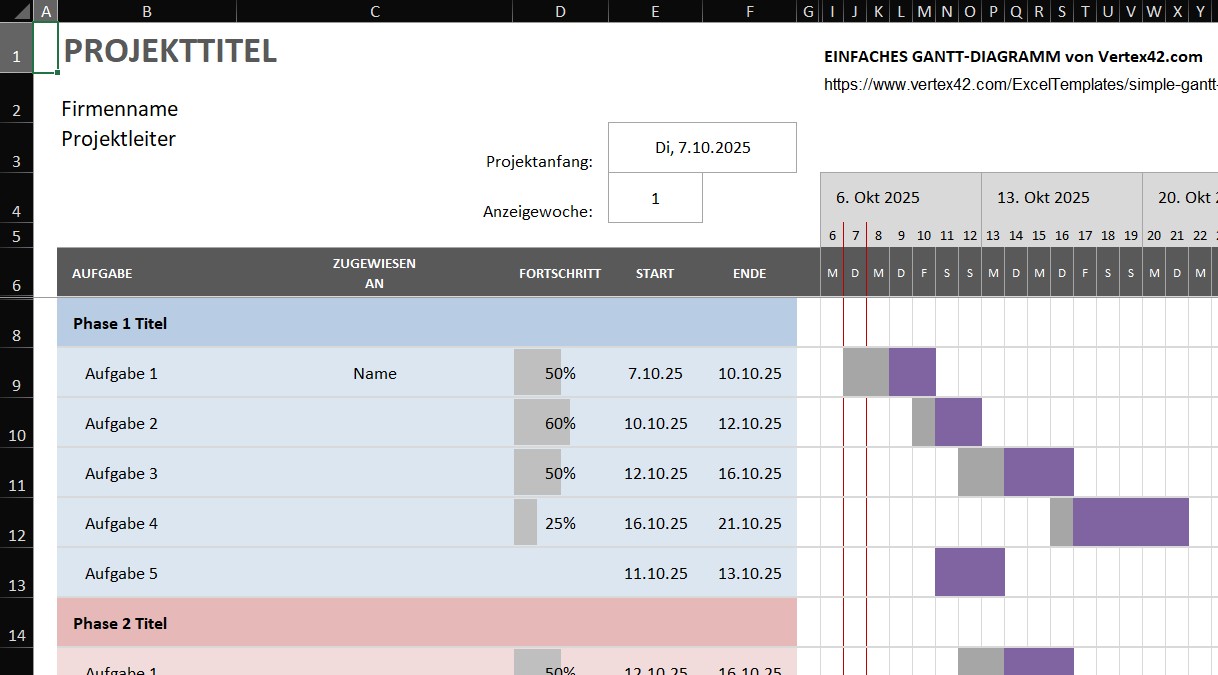 A B C D E F G I J K L M N O P Q R S T U V W X Y
1 PROJEKTTITEL EINFACHES GANTT-DIAGRAMM von Vertex42.com
https://www.vertex42.com/ExcelTemplates/simple-gantt-
2 Firmenname
Projektleiter
3 Projektanfang: Di, 7.10.2025
4 Anzeigewoche: 1 6. Okt 2025 13. Okt 2025 20. Okt
5 6 7 8 9 10 11 12 13 14 15 16 17 18 19 20 21 22
6 AUFGABE ZUGEWIESEN AN FORTSCHRITT START ENDE M D M D F S S M D M D F S S M D M
8 Phase 1 Titel
9 Aufgabe 1 Name 50% 7.10.25 10.10.25
10 Aufgabe 2 60% 10.10.25 12.10.25
11 Aufgabe 3 50% 12.10.25 16.10.25
12 Aufgabe 4 25% 16.10.25 21.10.25
13 Aufgabe 5 11.10.25 13.10.25
14 Phase 2 Titel
Aufgabe 1 50% 12.10.25 16.10.25